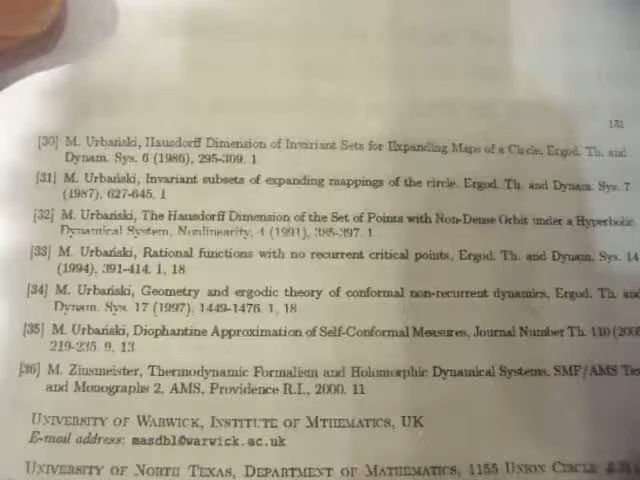 [30] M. Urbański, Hausdorff Dimension of Invariant Sets for Expanding Maps of a Circle, Ergod. Th. and
Dynam. Sys. 6 (1986), 295-309. 1
[31] M. Urbański, Invariant subsets of expanding mappings of the circle. Ergod. Th. and Dynam. Sys. 7
(1987), 627-645. 1
[32] M. Urbański, The Hausdorff Dimension of the Set of Points with Non-Dense Orbit under a Hyperbolic
Dynamical System, Nonlinearity, 4 (1991), 385-397. 1
[33] M. Urbański, Rational functions with no recurrent critical points, Ergod. Th. and Dynam. Sys. 14
(1994), 391-414. 1, 18
[34] M. Urbański, Geometry and ergodic theory of conformal non-recurrent dynamics, Ergod. Th. and
Dynam. Sys. 17 (1997), 1449-1476. 1, 18
[35] M. Urbański, Diophantine Approximation of Self-Conformal Measures, Journal Number Th. 110 (2005
219-235. 9, 13
[36] M. Zinsmeister, Thermodynamic Formalism and Holomorphic Dynamical Systems, SMF/AMS
and Monographs 2, AMS, Providence R.I., 2000. 11
UNIVERSITY OF WARWICK, INSTITUTE OF MTHEMATICS, UK
E-mail address: masdbl@warwick.ac.uk
UNIVERSITY OF NORTH TEXAS, DEPARTMENT OF MATHEMATICS, 1155 UNION CIRCLE